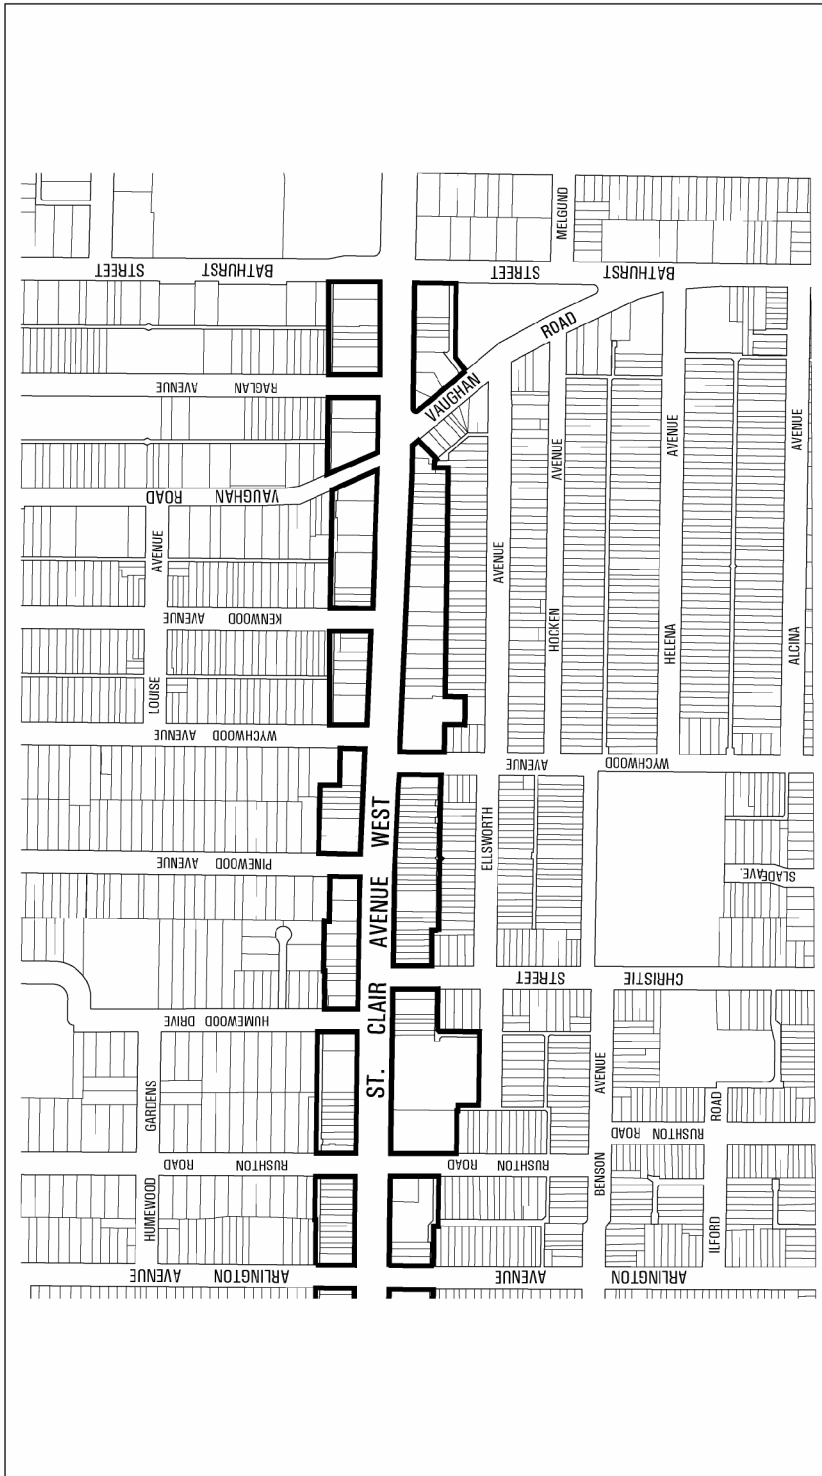 MELGUND
STREET
BATHURST
STREET
BATHURST
ROAD
VAUGHAN
RAGLAN
AVENUE
VAUGHAN
ROAD
AVENUE
AVENUE
AVENUE
AVENUE
AVENUE
KENWOOD
AVENUE
HOCKEN
HELENA
ALCINA
LOUISE
WYCHWOOD
AVENUE
WYCHWOOD
AVENUE
ST. CLAIR AVENUE WEST
PINEWOOD
AVENUE
ELLSWORTH
SLADE AVE.
HUMEWOOD DRIVE
CHRISTIE
STREET
GARDENS
AVENUE
ROAD
RUSHTON
ROAD
RUSHTON
ROAD
RUSHTON
ROAD
HUMEWOOD
BENSON
ILFORD
ARLINGTON
AVENUE
ARLINGTON
AVENUE